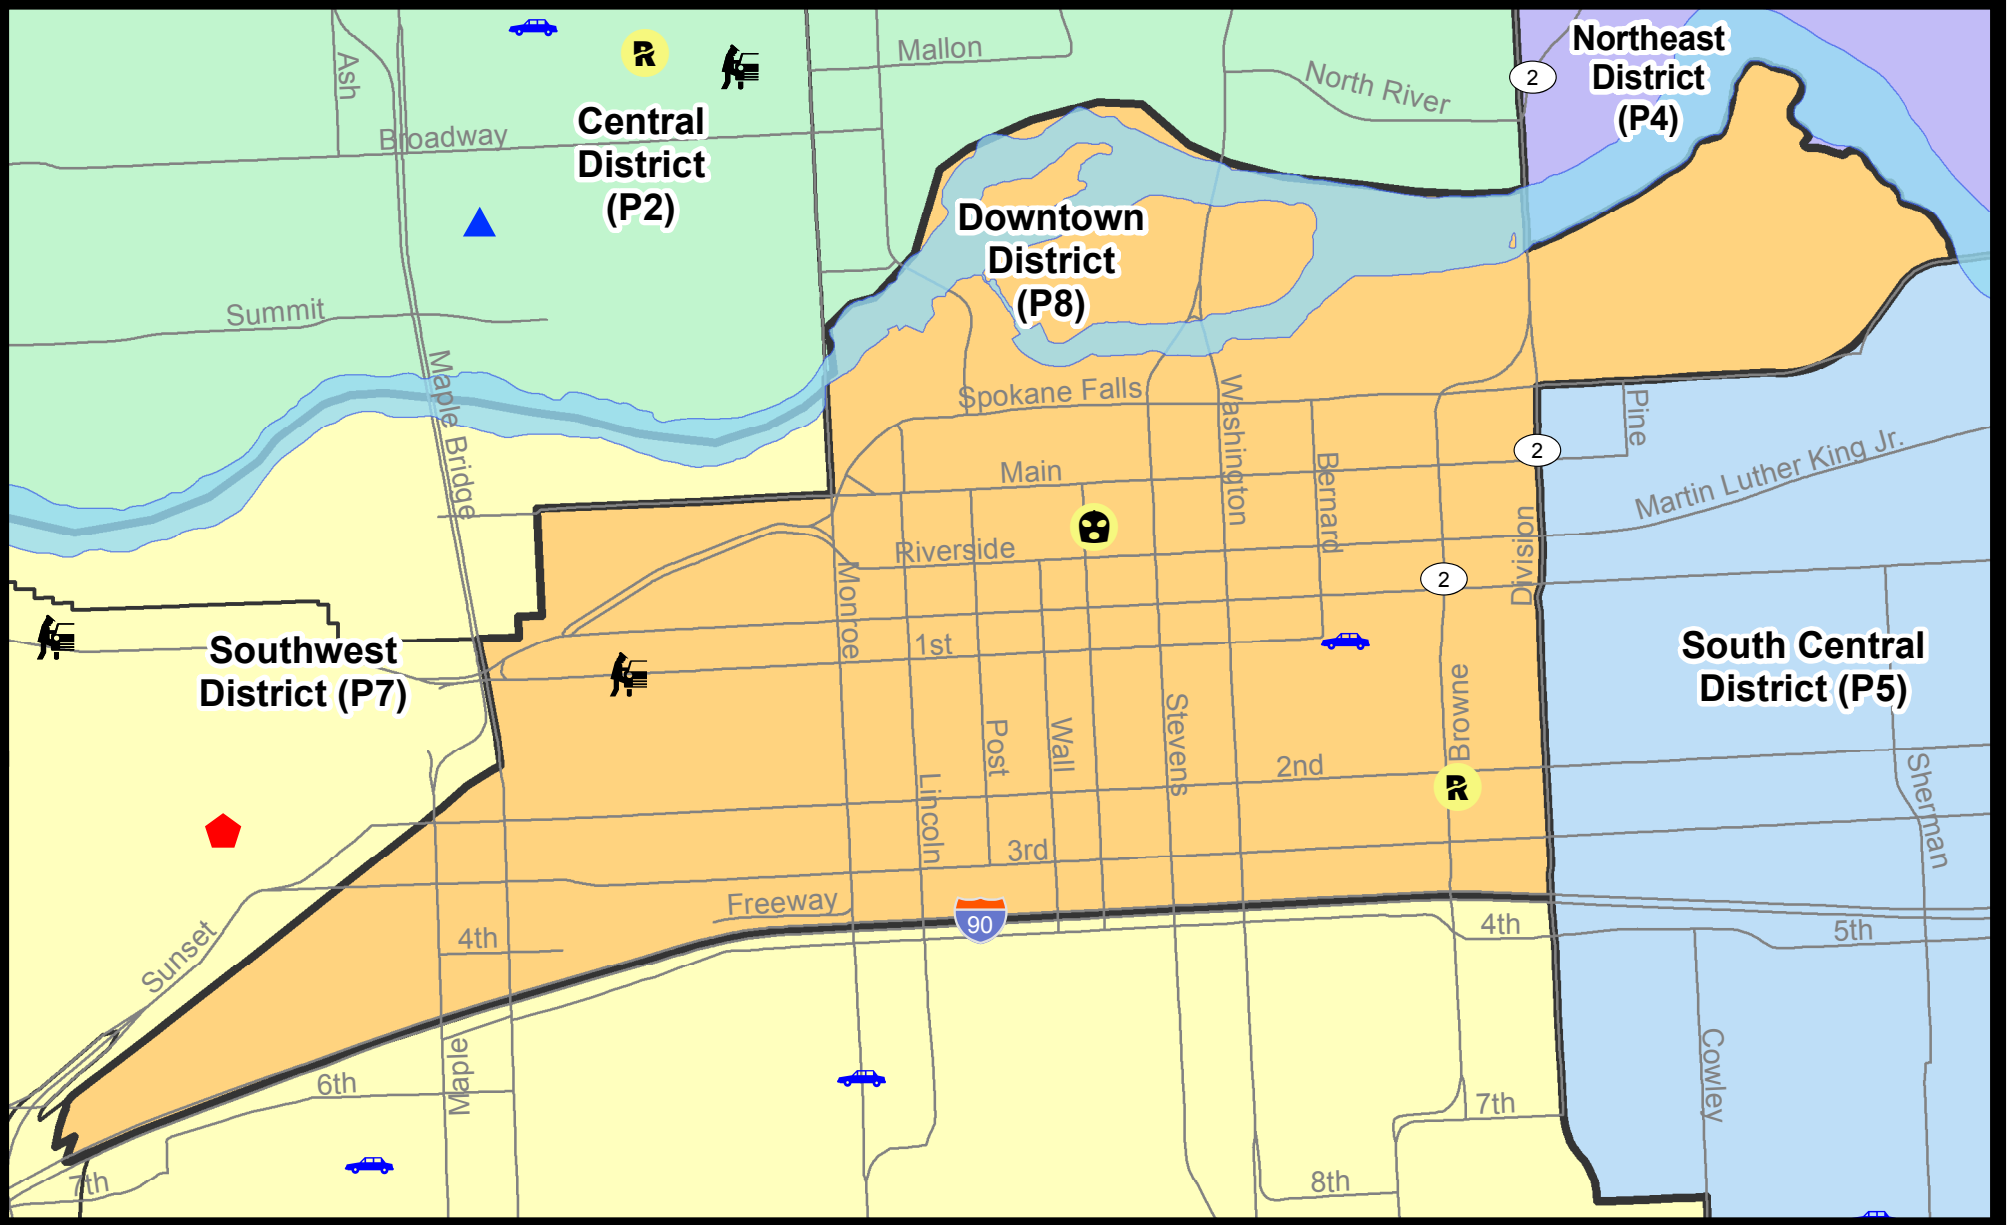 Ash
Mallon
North River
2
Northeast
District
(P4)
Broadway
Central
District
(P2)
R
Downtown
District
(P8)
Summit
Maple Bridge
Spokane Falls
Washington
Pine
Main
Bernard
2
Martin Luther King Jr.
Riverside
Division
2
Monroe
1st
Southwest
District (P7)
South Central
District (P5)
Browne
Post
Wall
Stevens
2nd
R
Lincoln
Sherman
3rd
Freeway
90
4th
4th
5th
Sunset
Maple
6th
Cowley
7th
7th
8th